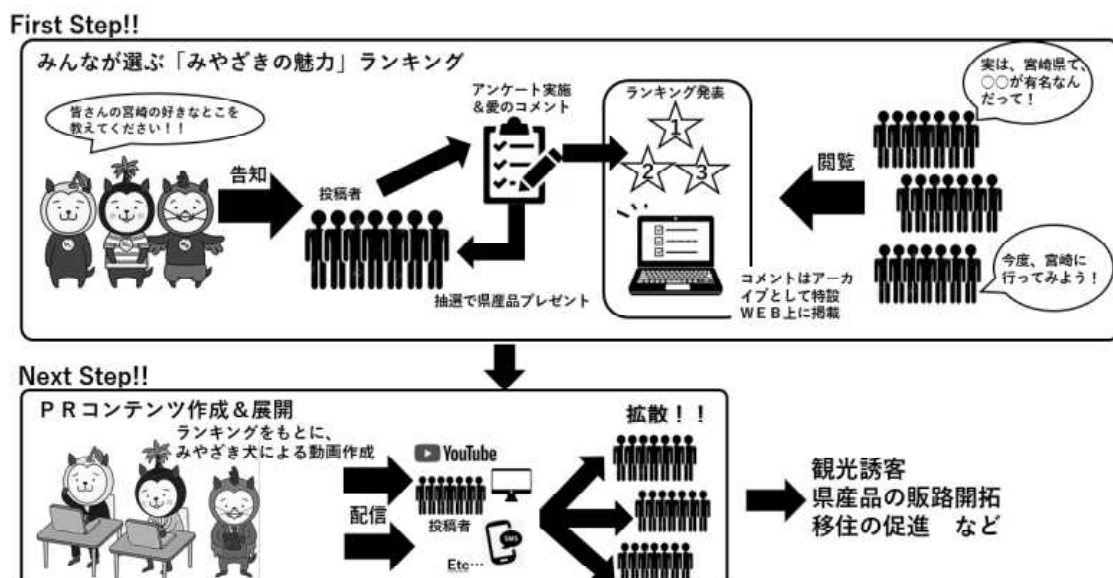 First Step!!
みんなが選ぶ「みやざきの魅力」ランキング
皆さんの宮崎の好きなとこを
教えてください！！
告知
投稿者
アンケート実施
＆愛のコメント
抽選で県産品プレゼント
ランキング発表
1
2
3
コメントはアーカ
イブとして特設
ＷＥＢ上に掲載
閲覧
実は、宮崎県で、
○○が有名なん
だって！
今度、宮崎に
行ってみよう！
Next Step!!
ＰＲコンテンツ作成＆展開
ランキングをもとに、
みやざき犬による動画作成
配信
YouTube
投稿者
SMS
Etc…
拡散！！
観光誘客
県産品の販路開拓
移住の促進　など